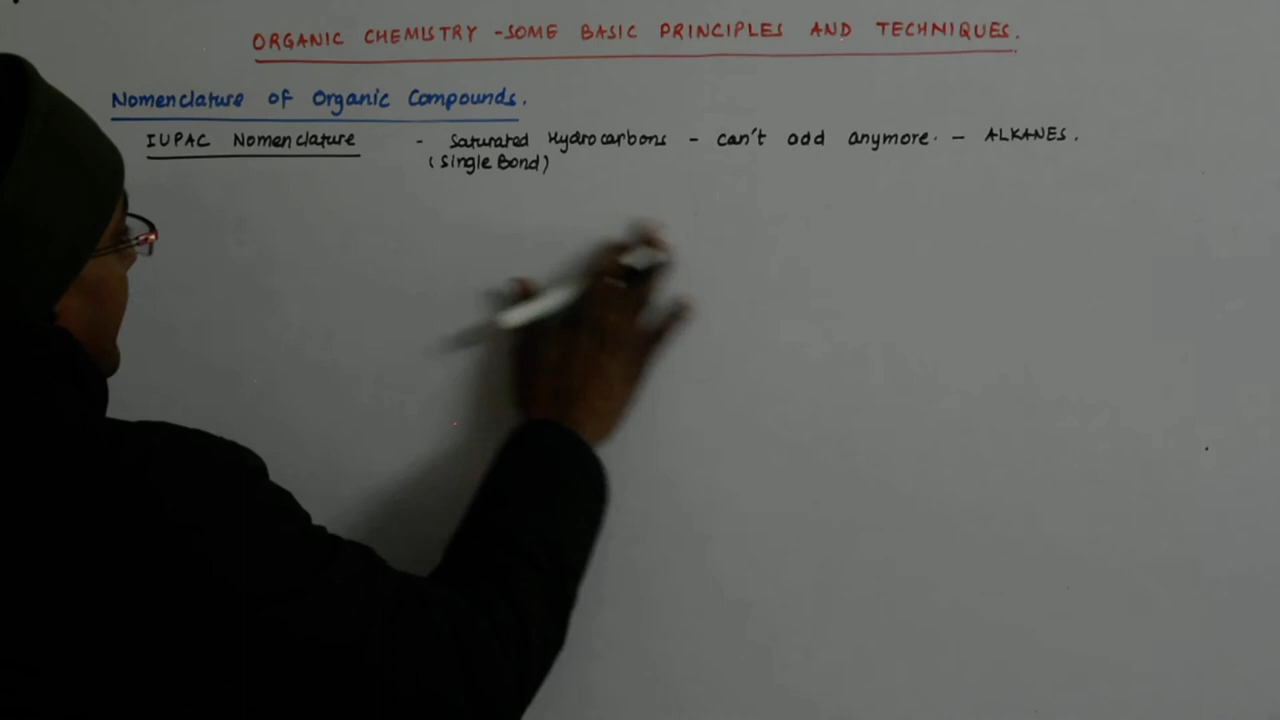 ORGANIC CHEMISTRY -SOME BASIC PRINCIPLES AND TECHNIQUES.
Nomenclature of Organic Compounds.
IUPAC Nomenclature - Saturated Hydrocarbons - can't add anymore. - ALKANES.
(Single Bond)